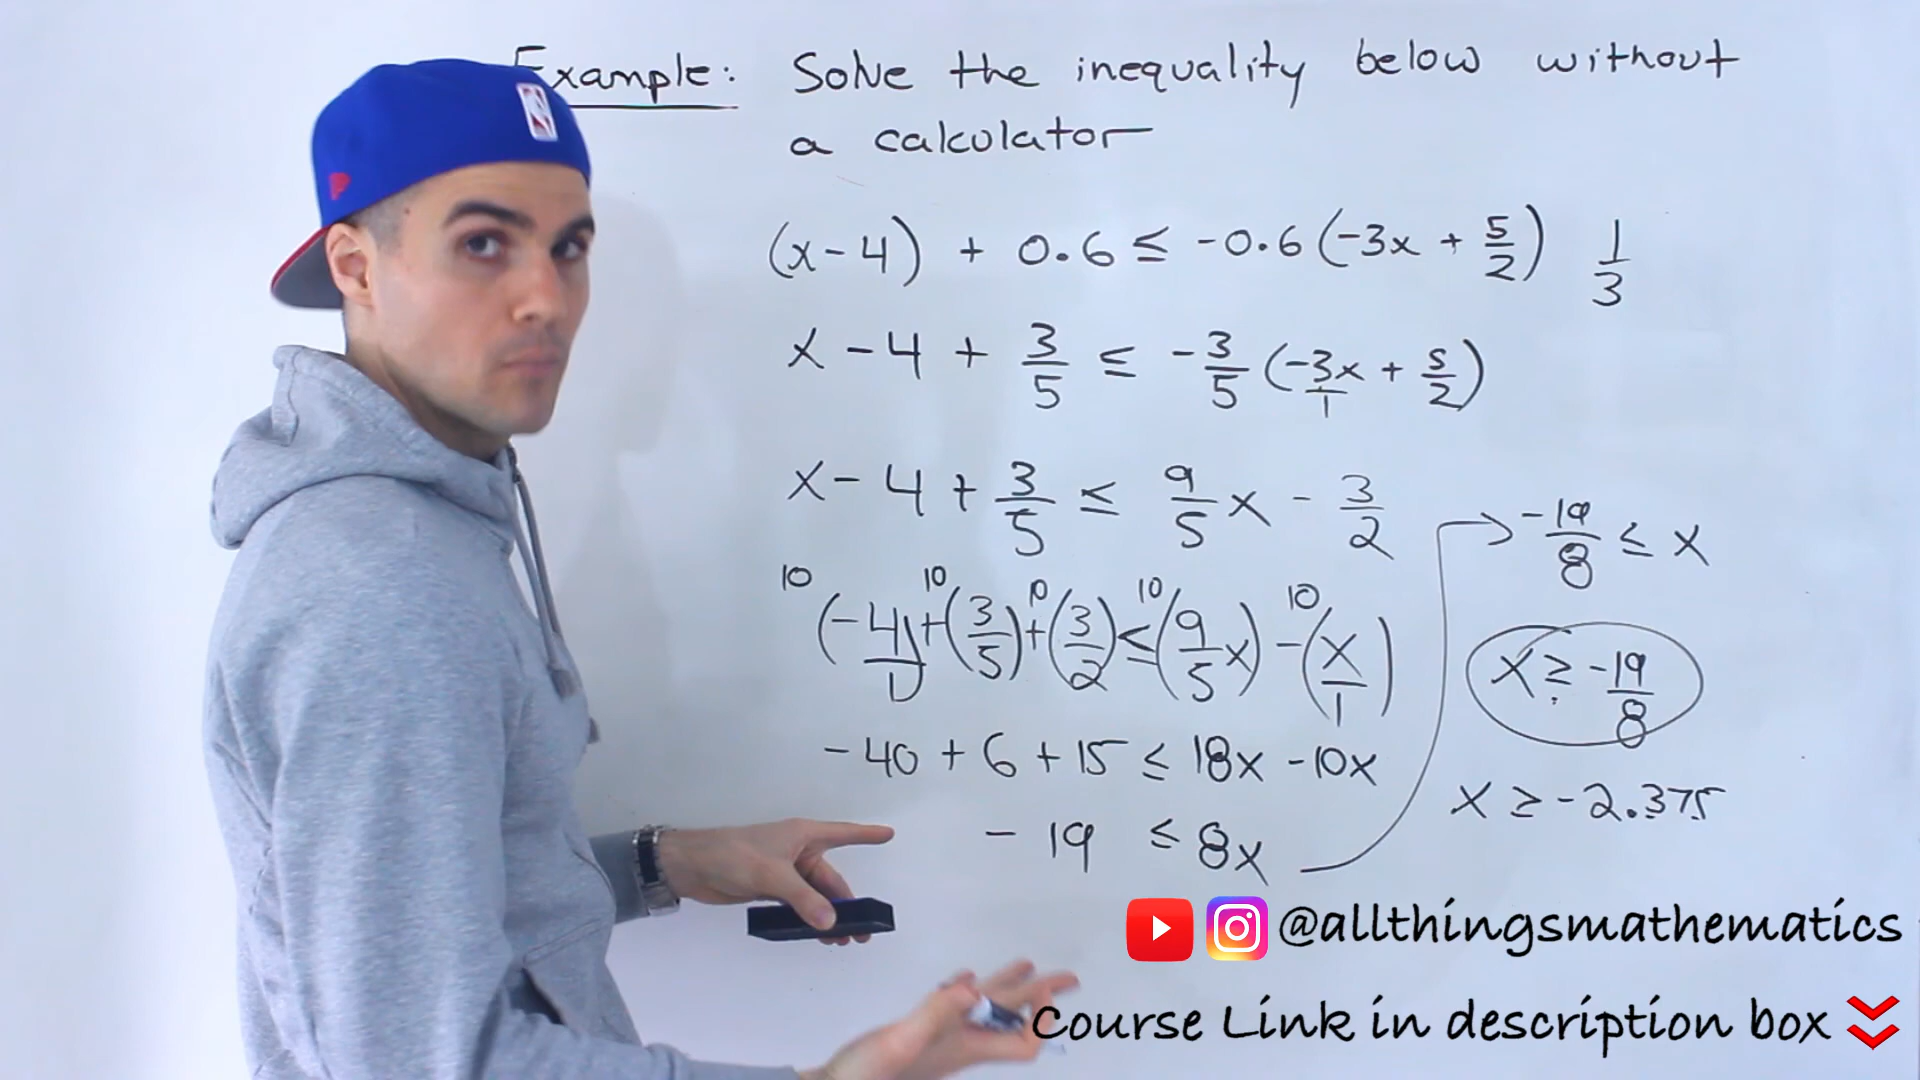 Example: Solve the inequality below without
a calculator
(x-4) + 0.6 ≤ -0.6(-3x + 5/2) 1/3
x - 4 + 3/5 ≤ -3/5(-3x/1 + 5/2)
x - 4 + 3/5 ≤ 9/5x - 3/2
10(-4/1) + 10(3/5) + 10(3/2) ≤ 10(9/5x) - 10(x/1)
-40 + 6 + 15 ≤ 18x - 10x
-19 ≤ 8x
-19/8 ≤ x
x ≥ -19/8
x ≥ -2.375
@allthingsmathematics
Course Link in description box